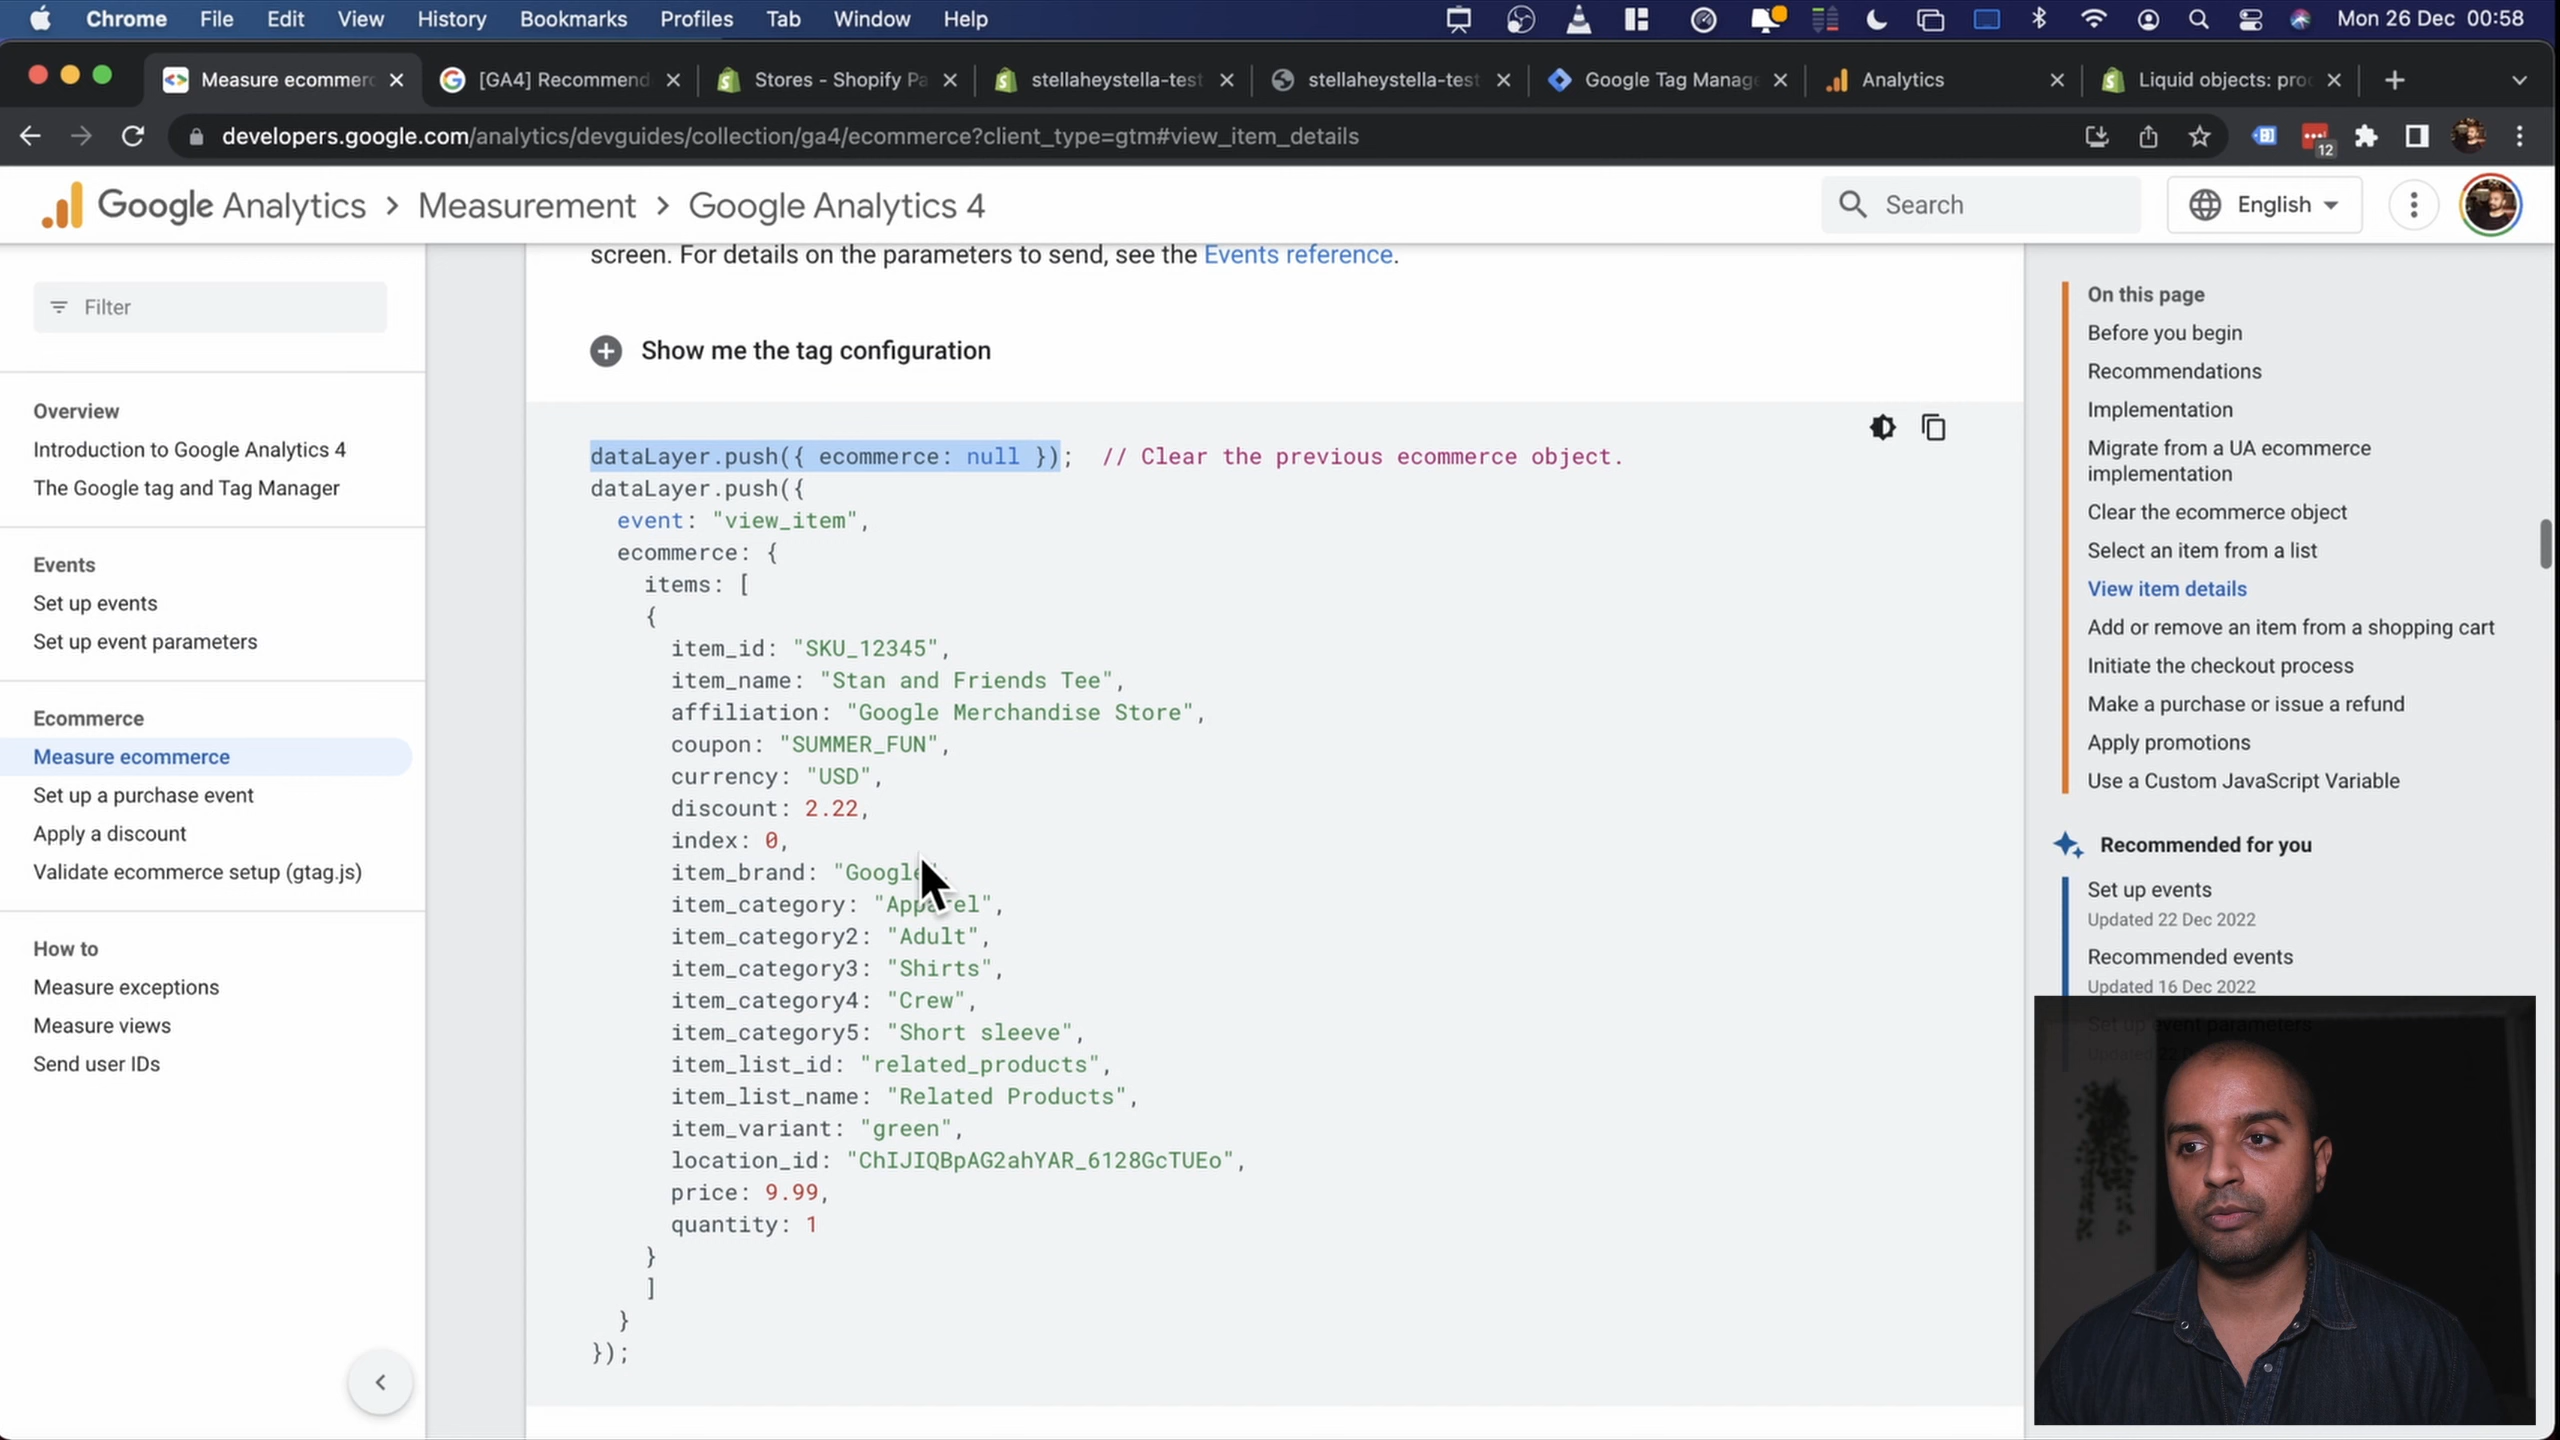 Chrome File Edit View History Bookmarks Profiles Tab Window Help Mon 26 Dec 00:58
Measure ecommerc [GA4] Recommend Stores - Shopify Pa stellaheystella-test stellaheystella-test Google Tag Manage Analytics Liquid objects: pro
developers.google.com/analytics/devguides/collection/ga4/ecommerce?client_type=gtm#view_item_details
12
Google Analytics > Measurement > Google Analytics 4
Search
English
Filter
Overview
Introduction to Google Analytics 4
The Google tag and Tag Manager
Events
Set up events
Set up event parameters
Ecommerce
Measure ecommerce
Set up a purchase event
Apply a discount
Validate ecommerce setup (gtag.js)
How to
Measure exceptions
Measure views
Send user IDs
screen. For details on the parameters to send, see the Events reference.
Show me the tag configuration
dataLayer.push({ ecommerce: null });  // Clear the previous ecommerce object.
dataLayer.push({
event: "view_item",
ecommerce: {
items: [
{
item_id: "SKU_12345",
item_name: "Stan and Friends Tee",
affiliation: "Google Merchandise Store",
coupon: "SUMMER_FUN",
currency: "USD",
discount: 2.22,
index: 0,
item_brand: "Google",
item_category: "Apparel",
item_category2: "Adult",
item_category3: "Shirts",
item_category4: "Crew",
item_category5: "Short sleeve",
item_list_id: "related_products",
item_list_name: "Related Products",
item_variant: "green",
location_id: "ChIJIQBpAG2ahYAR_6128GcTUEo",
price: 9.99,
quantity: 1
}
]
}
});
On this page
Before you begin
Recommendations
Implementation
Migrate from a UA ecommerce
implementation
Clear the ecommerce object
Select an item from a list
View item details
Add or remove an item from a shopping cart
Initiate the checkout process
Make a purchase or issue a refund
Apply promotions
Use a Custom JavaScript Variable
Recommended for you
Set up events
Updated 22 Dec 2022
Recommended events
Updated 16 Dec 2022
Set up event parameters